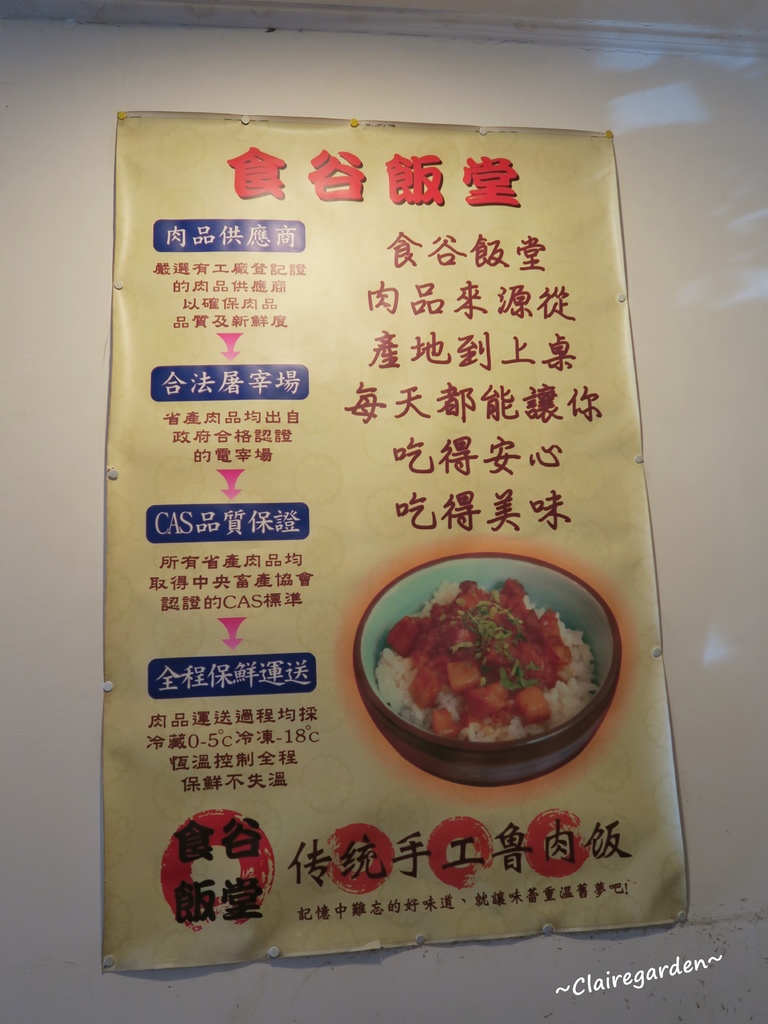 食谷飯堂
肉品供應商
嚴選有工廠登記證
的肉品供應商
以確保肉品
品質及新鮮度
合法屠宰場
省產肉品均出自
政府合格認證
的電宰場
CAS品質保證
所有省產肉品均
取得中央畜產協會
認證的CAS標準
全程保鮮運送
肉品運送過程均採
冷藏0-5℃冷凍-18℃
恆溫控制全程
保鮮不失溫
食谷飯堂
肉品來源從
產地到上桌
每天都能讓你
吃得安心
吃得美味
食谷
飯堂
传统手工鲁肉饭
記憶中難忘的好味道、就讓味蕾重溫舊夢吧!
~Clairegarden~